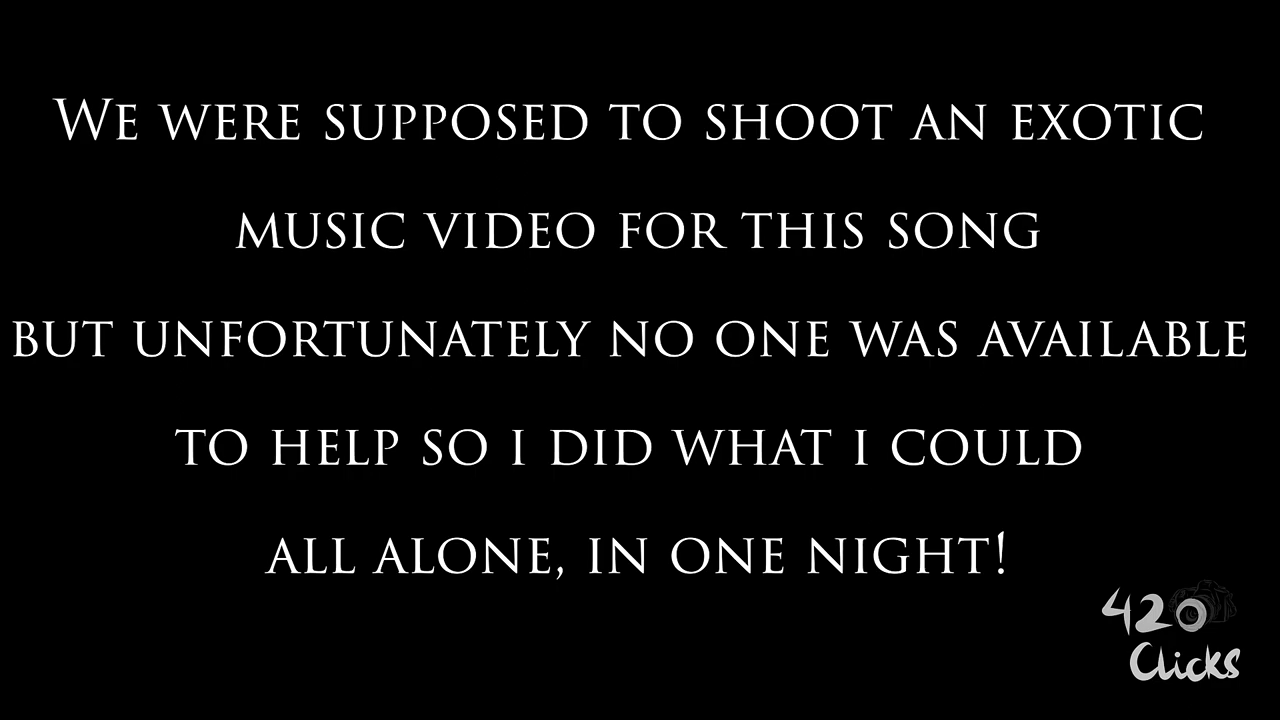 We were supposed to shoot an exotic
music video for this song
but unfortunately no one was available
to help so i did what i could
all alone, in one night!
420
Clicks